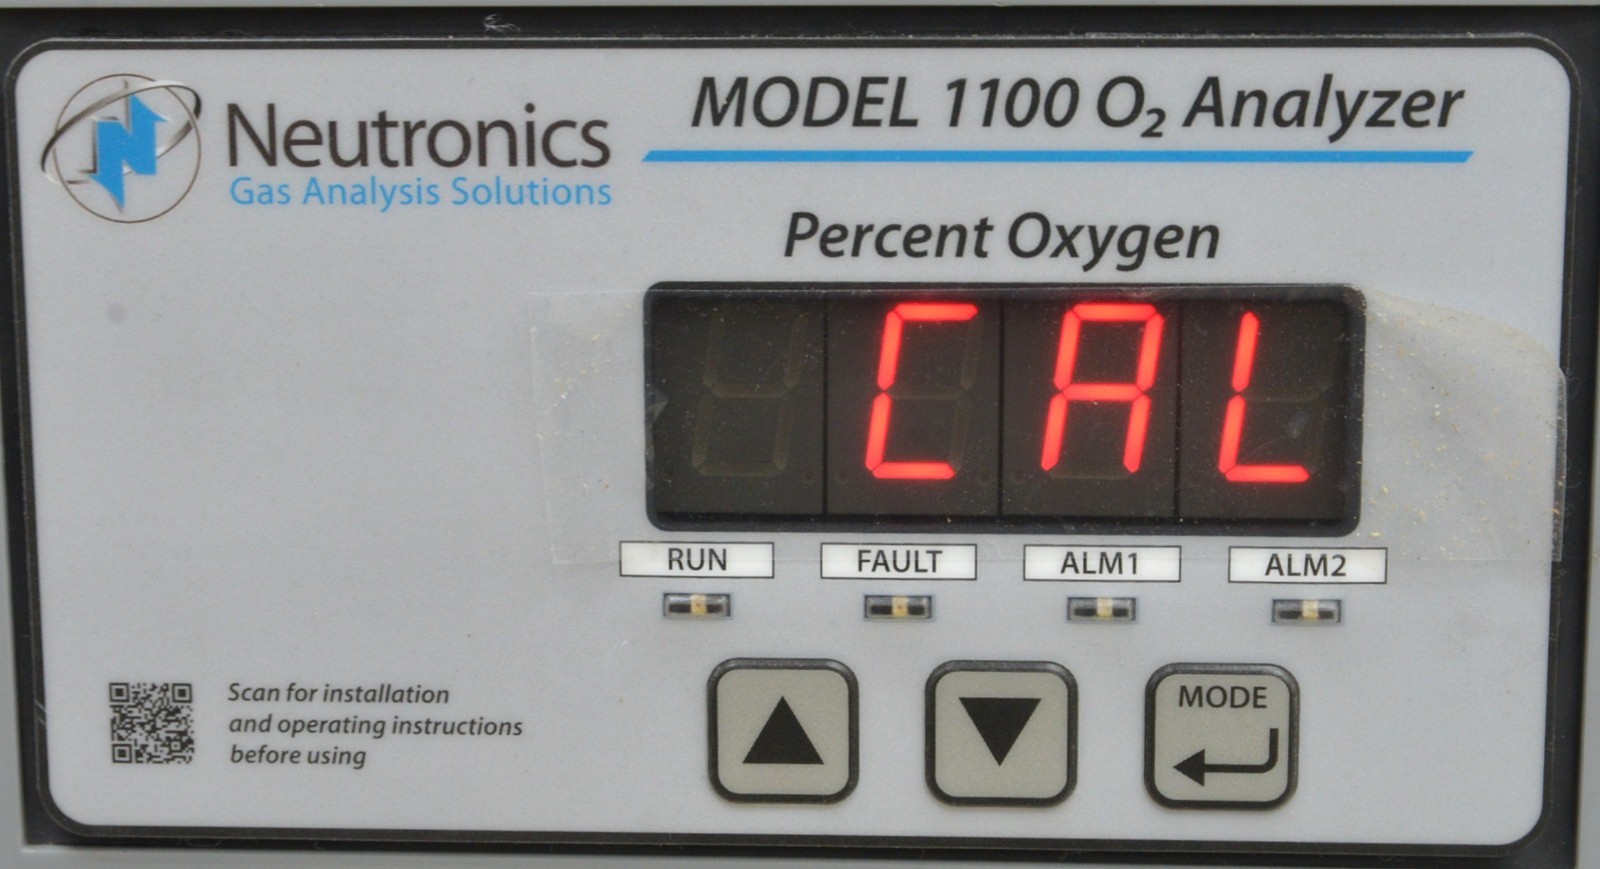 Neutronics
Gas Analysis Solutions
MODEL 1100 O₂ Analyzer
Percent Oxygen
CAL
RUN
FAULT
ALM1
ALM2
MODE
Scan for installation
and operating instructions
before using